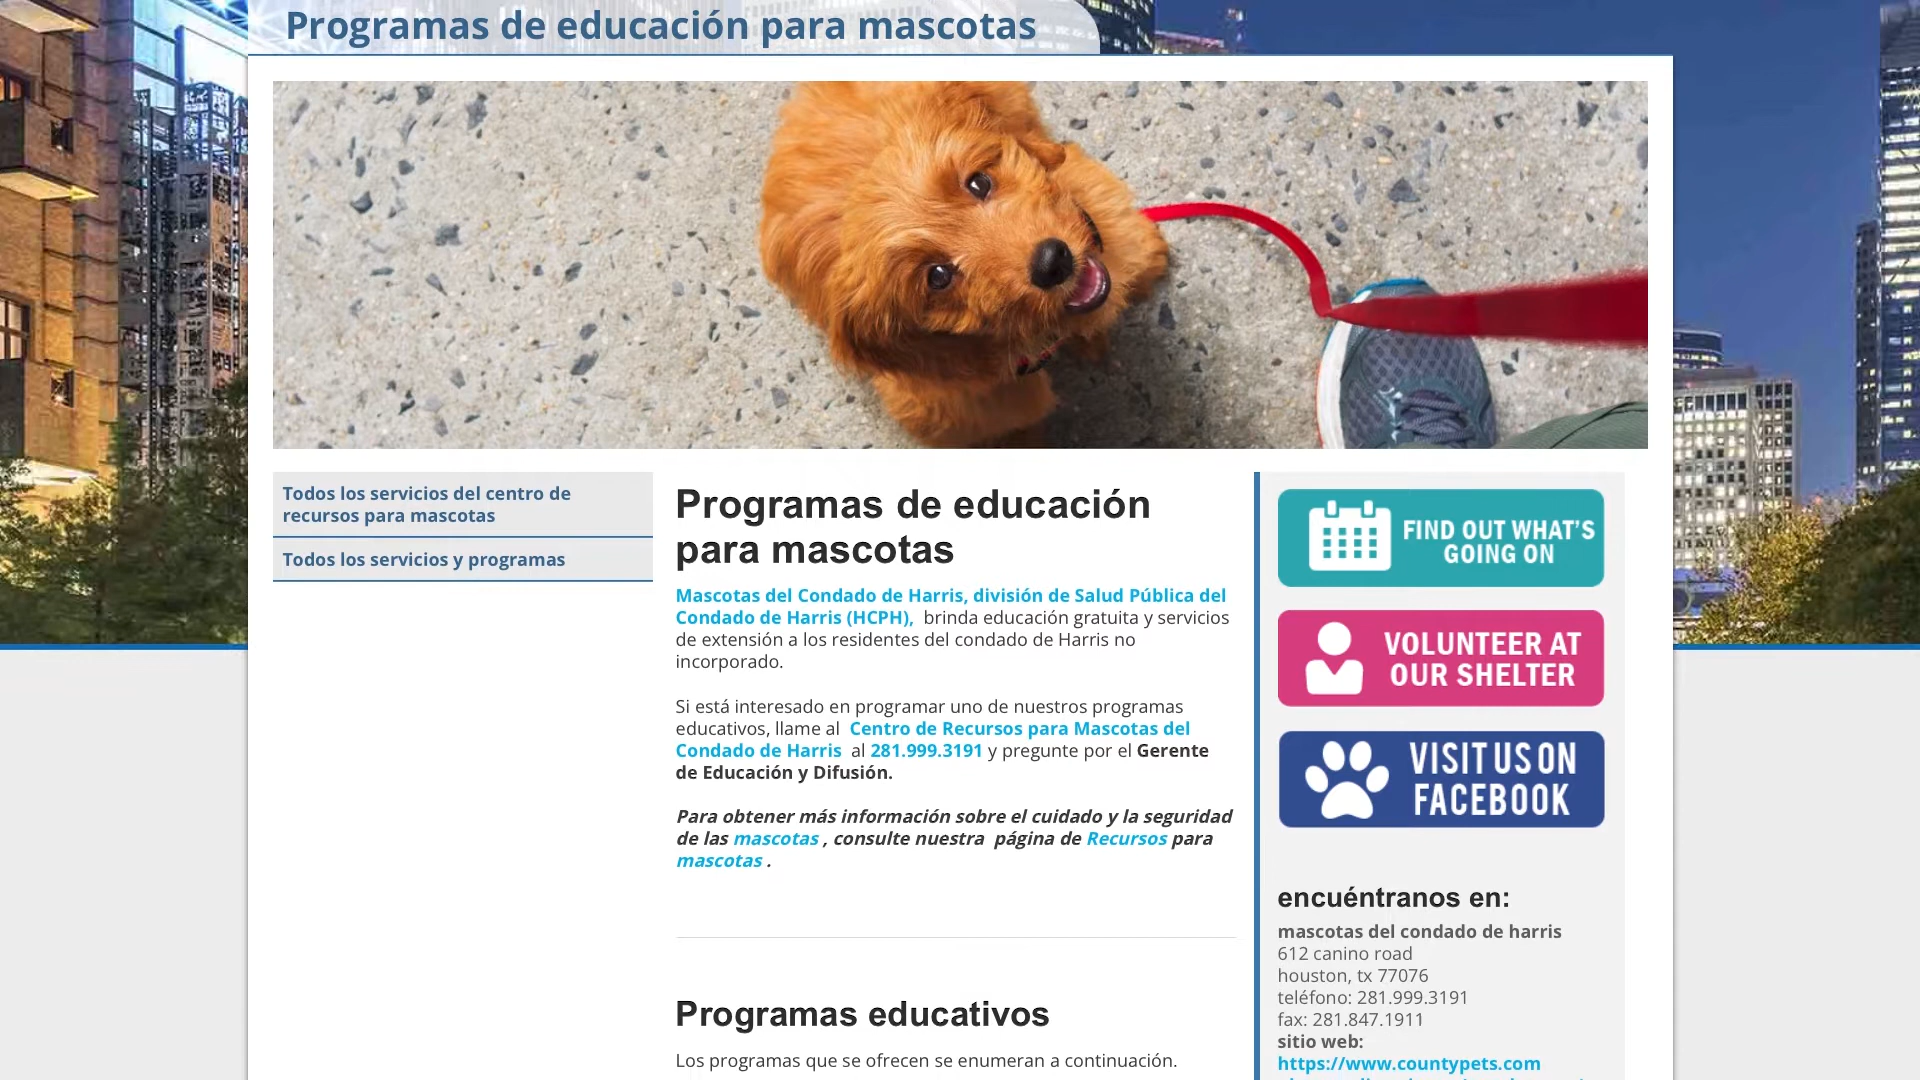 Programas de educación para mascotas
Todos los servicios del centro de
recursos para mascotas
Todos los servicios y programas
Programas de educación
para mascotas
Mascotas del Condado de Harris, división de Salud Pública del
Condado de Harris (HCPH),  brinda educación gratuita y servicios
de extensión a los residentes del condado de Harris no
incorporado.
Si está interesado en programar uno de nuestros programas
educativos, llame al  Centro de Recursos para Mascotas del
Condado de Harris  al 281.999.3191 y pregunte por el Gerente
de Educación y Difusión.
Para obtener más información sobre el cuidado y la seguridad
de las mascotas , consulte nuestra  página de Recursos para
mascotas .
Programas educativos
Los programas que se ofrecen se enumeran a continuación.
FIND OUT WHAT'S
GOING ON
VOLUNTEER AT
OUR SHELTER
VISIT US ON
FACEBOOK
encuéntranos en:
mascotas del condado de harris
612 canino road
houston, tx 77076
teléfono: 281.999.3191
fax: 281.847.1911
sitio web:
https://www.countypets.com